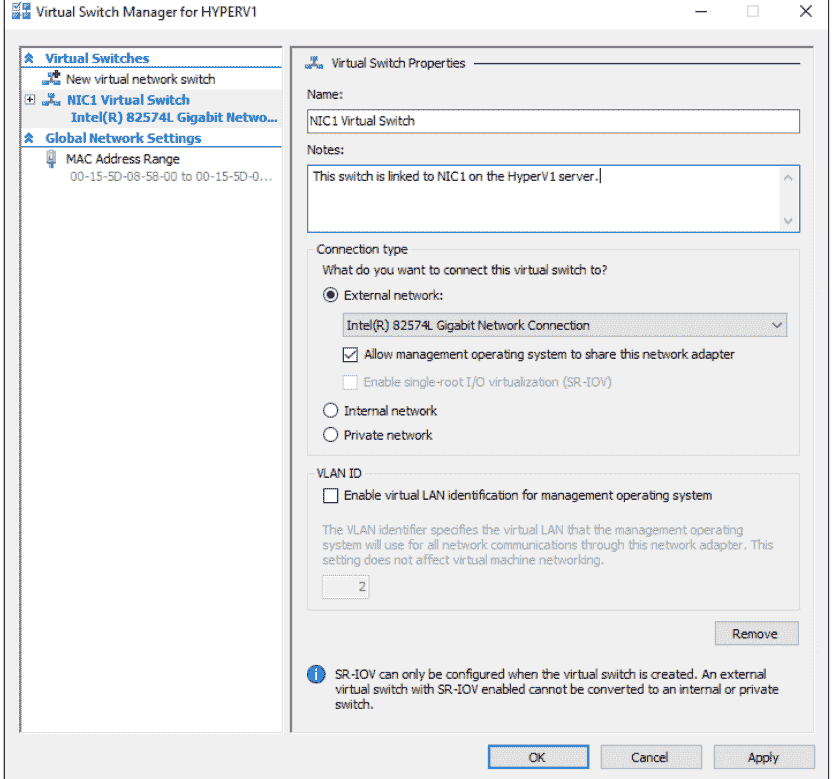 Virtual Switch Manager for HYPERV1
Virtual Switches
New virtual network switch
NIC1 Virtual Switch
Intel(R) 82574L Gigabit Netwo...
Global Network Settings
MAC Address Range
00-15-5D-08-58-00 to 00-15-5D-0...
Virtual Switch Properties
Name:
NIC1 Virtual Switch
Notes:
This switch is linked to NIC1 on the HyperV1 server.
Connection type
What do you want to connect this virtual switch to?
External network:
Intel(R) 82574L Gigabit Network Connection
Allow management operating system to share this network adapter
Enable single-root I/O virtualization (SR-IOV)
Internal network
Private network
VLAN ID
Enable virtual LAN identification for management operating system
The VLAN identifier specifies the virtual LAN that the management operating
system will use for all network communications through this network adapter. This
setting does not affect virtual machine networking.
2
Remove
SR-IOV can only be configured when the virtual switch is created. An external
virtual switch with SR-IOV enabled cannot be converted to an internal or private
switch.
OK
Cancel
Apply